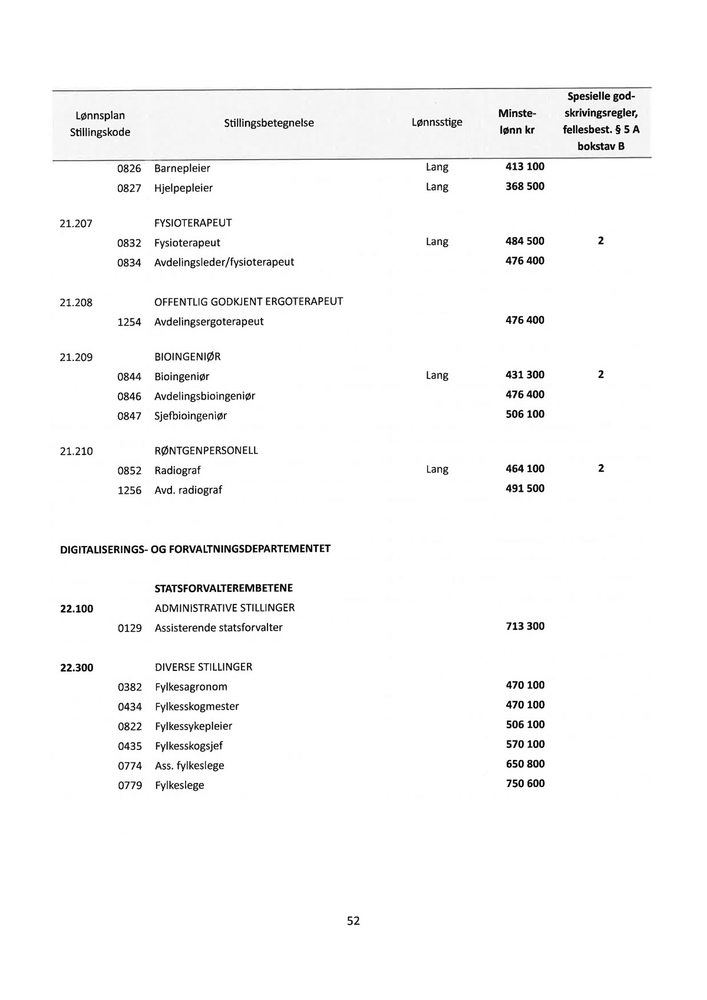 Lønnsplan
Stillingskode
Stillingsbetegnelse
Lønnsstige
Minste-
lønn kr
Spesielle god-
skrivingsregler,
fellesbest. § 5 A
bokstav B
0826 Barnepleier Lang 413 100
0827 Hjelpepleier Lang 368 500
21.207 FYSIOTERAPEUT
0832 Fysioterapeut Lang 484 500 2
0834 Avdelingsleder/fysioterapeut 476 400
21.208 OFFENTLIG GODKJENT ERGOTERAPEUT
1254 Avdelingsergoterapeut 476 400
21.209 BIOINGENIØR
0844 Bioingeniør Lang 431 300 2
0846 Avdelingsbioingeniør 476 400
0847 Sjefbioingeniør 506 100
21.210 RØNTGENPERSONELL
0852 Radiograf Lang 464 100 2
1256 Avd. radiograf 491 500
DIGITALISERINGS- OG FORVALTNINGSDEPARTEMENTET
STATSFORVALTEREMBETENE
22.100 ADMINISTRATIVE STILLINGER
0129 Assisterende statsforvalter 713 300
22.300 DIVERSE STILLINGER
0382 Fylkesagronom 470 100
0434 Fylkesskogmester 470 100
0822 Fylkessykepleier 506 100
0435 Fylkesskogsjef 570 100
0774 Ass. fylkeslege 650 800
0779 Fylkeslege 750 600
52